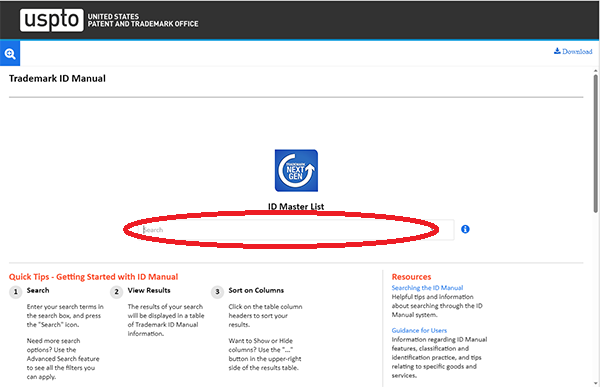 uspto
UNITED STATES
PATENT AND TRADEMARK OFFICE
Download
Trademark ID Manual
TRADEMARK
NEXT
GEN
ID Master List
Search
Quick Tips - Getting Started with ID Manual
1 Search
Enter your search terms in
the search box, and press
the "Search" icon.
Need more search
options? Use the
Advanced Search feature
to see all the filters you
can apply.
2 View Results
The results of your search
will be displayed in a table
of Trademark ID Manual
information.
3 Sort on Columns
Click on the table column
headers to sort your
results.
Want to Show or Hide
columns? Use the "..."
button in the upper-right
side of the results table.
Resources
Searching the ID Manual
Helpful tips and information
about searching through the ID
Manual system.
Guidance for Users
Information regarding ID Manual
features, classification and
identification practice, and tips
relating to specific goods and
services.